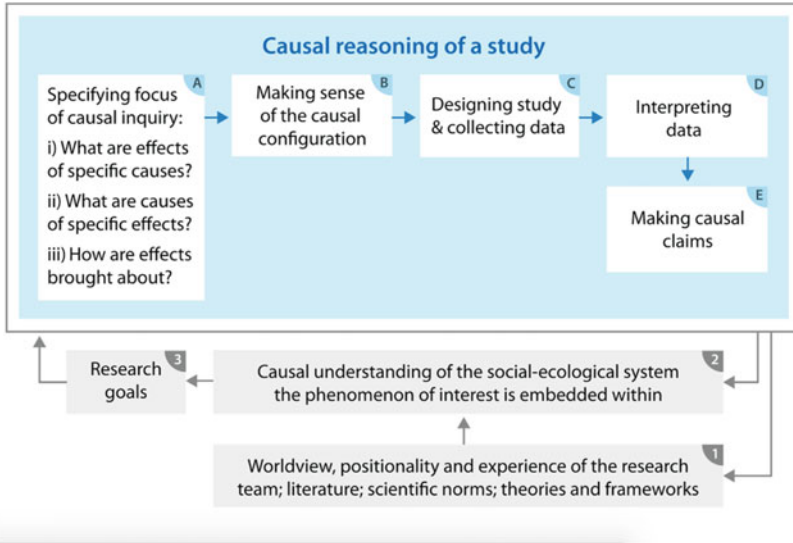 Causal reasoning of a study
A
Specifying focus
of causal inquiry:
i) What are effects
of specific causes?
ii) What are causes
of specific effects?
iii) How are effects
brought about?
B
Making sense
of the causal
configuration
C
Designing study
& collecting data
D
Interpreting
data
E
Making causal
claims
3
Research
goals
2
Causal understanding of the social-ecological system
the phenomenon of interest is embedded within
1
Worldview, positionality and experience of the research
team; literature; scientific norms; theories and frameworks